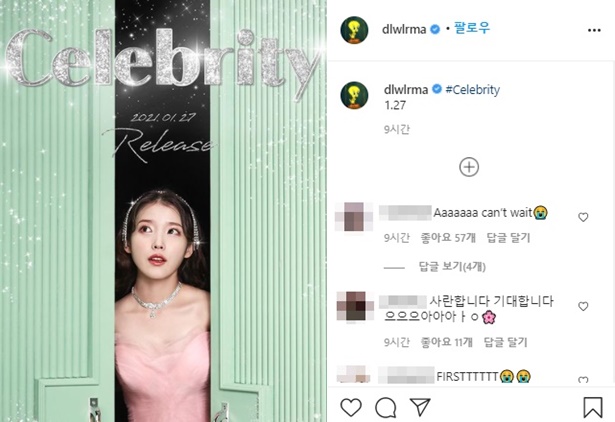 Celebrity
2021.01.27
Release
dlwlrma • 팔로우
dlwlrma #Celebrity
1.27
9시간
Aaaaaaa can't wait😭
9시간 좋아요 57개 답글 달기
답글 보기(4개)
사란합니다 기대합니다
으으으아아아ㅏㅇ🌸
9시간 좋아요 11개 답글 달기
FIRSTTTTTT😭😭